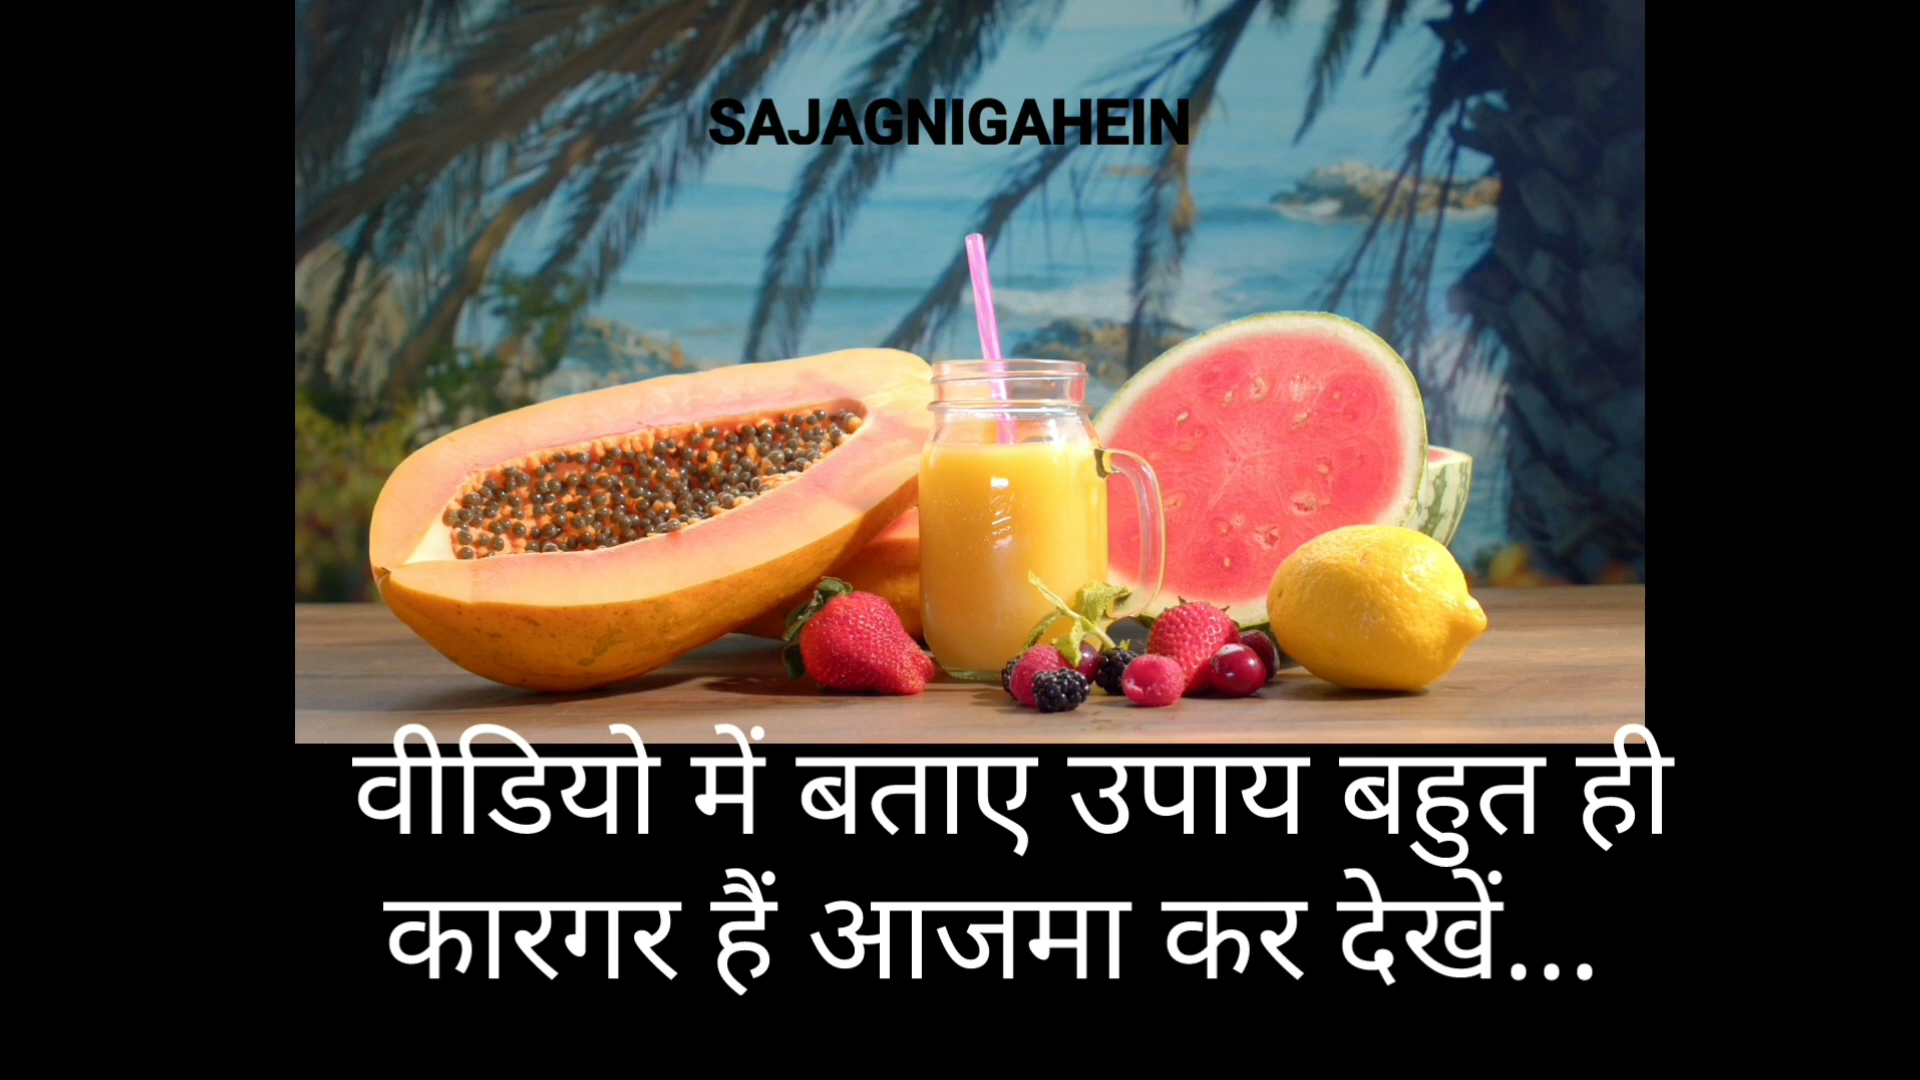 SAJAGNIGAHEIN
वीडियो में बताए उपाय बहुत ही
कारगर हैं आजमा कर देखें...